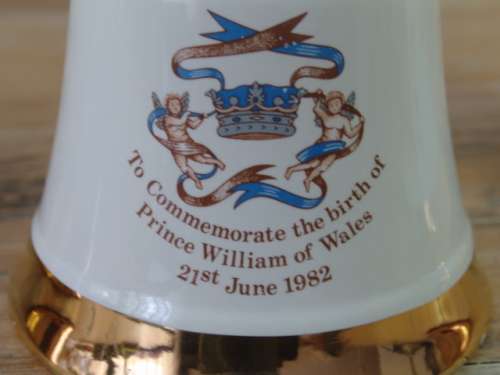 To Commemorate the birth of
Prince William of Wales
21st June 1982